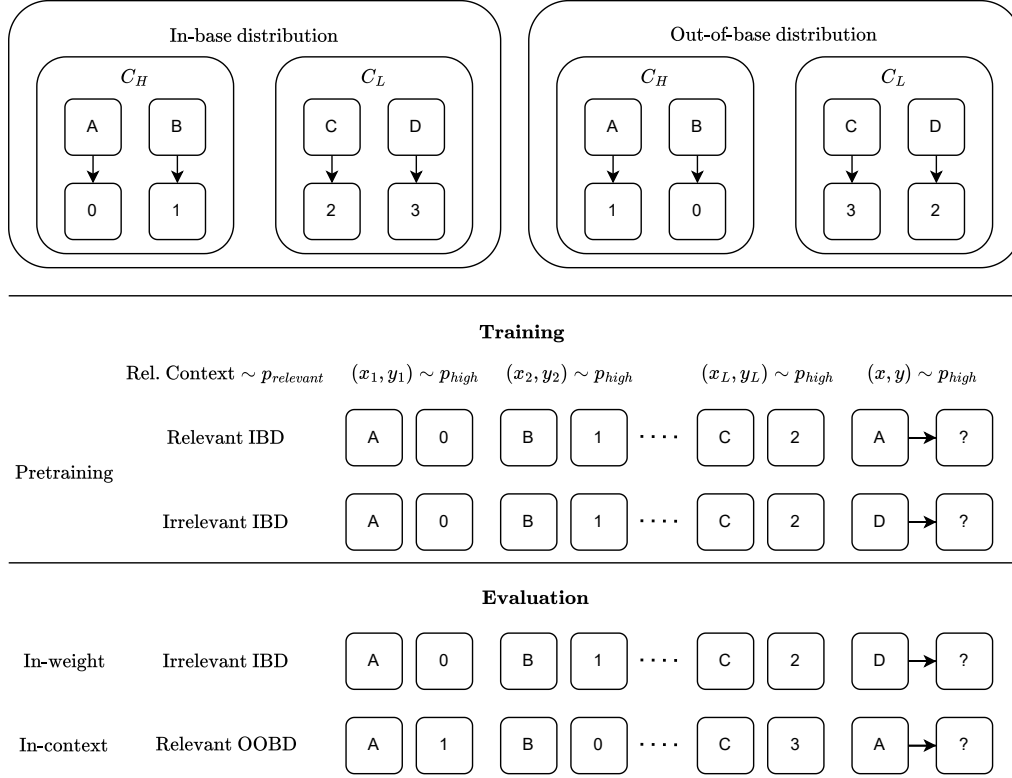 In-base distribution Out-of-base distribution
C_H C_L C_H C_L
A B C D A B C D
0 1 2 3 1 0 3 2
Training
Rel. Context ∼ p_relevant (x_1, y_1) ∼ p_high (x_2, y_2) ∼ p_high (x_L, y_L) ∼ p_high (x, y) ∼ p_high
Relevant IBD A 0 B 1 ···· C 2 A ?
Pretraining
Irrelevant IBD A 0 B 1 ···· C 2 D ?
Evaluation
In-weight Irrelevant IBD A 0 B 1 ···· C 2 D ?
In-context Relevant OOBD A 1 B 0 ···· C 3 A ?